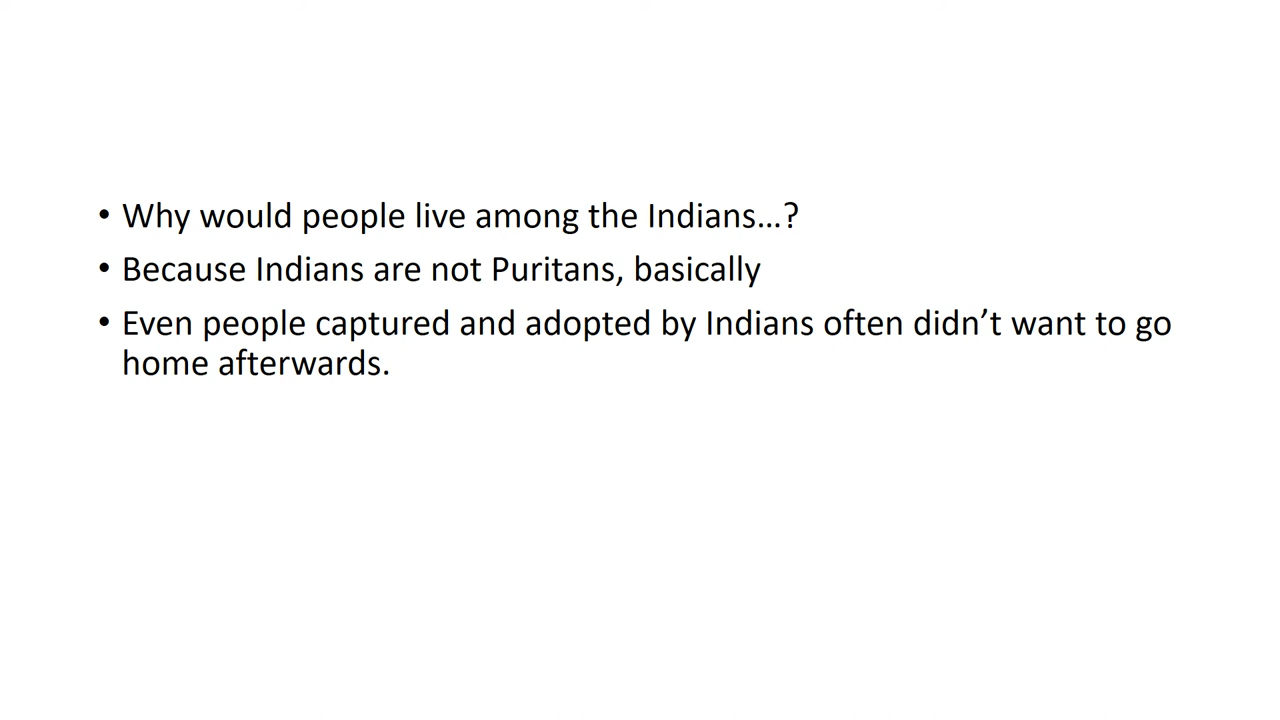 • Why would people live among the Indians…?
• Because Indians are not Puritans, basically
• Even people captured and adopted by Indians often didn’t want to go
home afterwards.